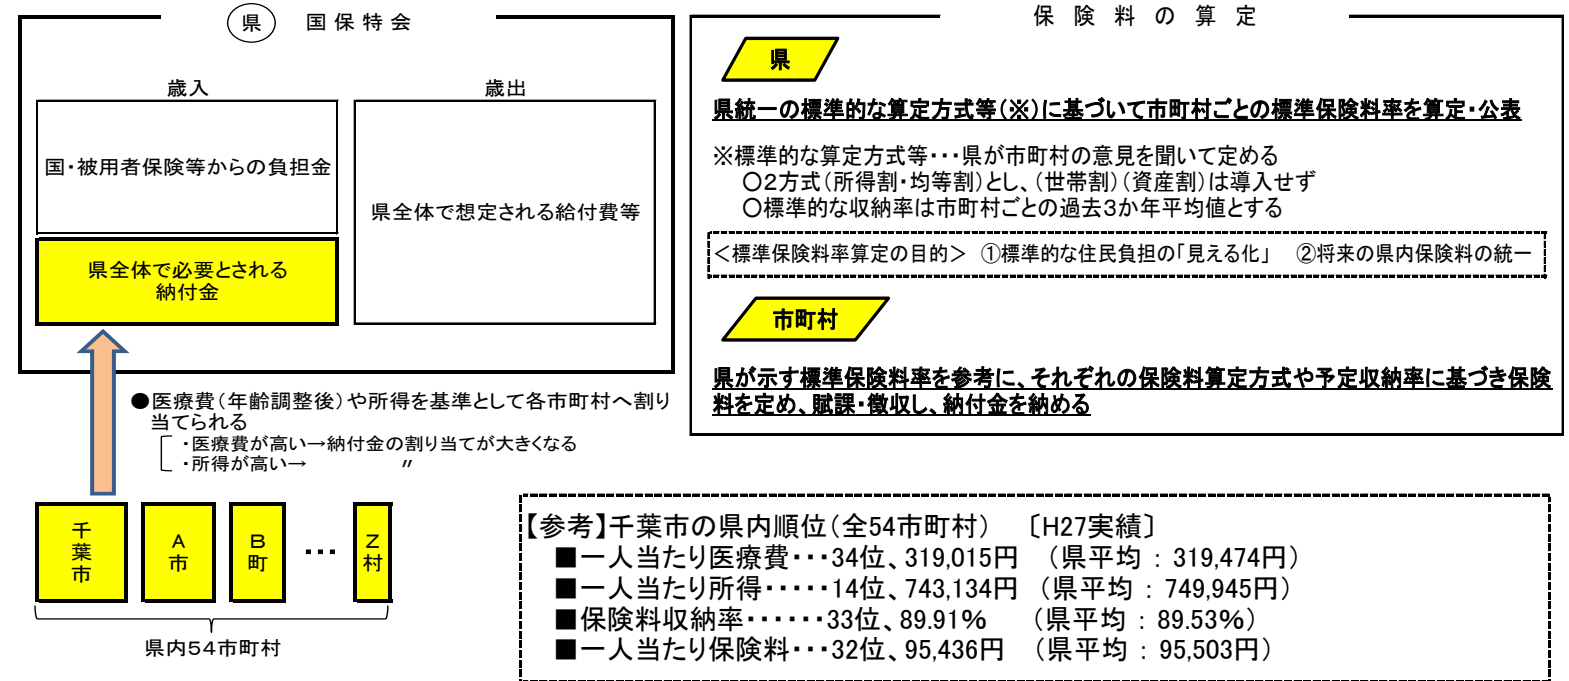 県 国保特会
歳入
歳出
国・被用者保険等からの負担金
県全体で必要とされる
納付金
県全体で想定される給付費等
●医療費(年齢調整後)や所得を基準として各市町村へ割り
当てられる
・医療費が高い→納付金の割り当てが大きくなる
・所得が高い→ 〃
千葉市
A市
B町
・・・
Z村
県内54市町村
保険料の算定
県
県統一の標準的な算定方式等(※)に基づいて市町村ごとの標準保険料率を算定・公表
※標準的な算定方式等・・・県が市町村の意見を聞いて定める
○2方式(所得割・均等割)とし、(世帯割)(資産割)は導入せず
○標準的な収納率は市町村ごとの過去3か年平均値とする
<標準保険料率算定の目的> ①標準的な住民負担の「見える化」 ②将来の県内保険料の統一
市町村
県が示す標準保険料率を参考に、それぞれの保険料算定方式や予定収納率に基づき保険
料を定め、賦課・徴収し、納付金を納める
【参考】千葉市の県内順位(全54市町村) 〔H27実績〕
■一人当たり医療費・・・34位、319,015円 (県平均:319,474円)
■一人当たり所得・・・・・14位、743,134円 (県平均:749,945円)
■保険料収納率・・・・・・33位、89.91% (県平均:89.53%)
■一人当たり保険料・・・32位、95,436円 (県平均:95,503円)